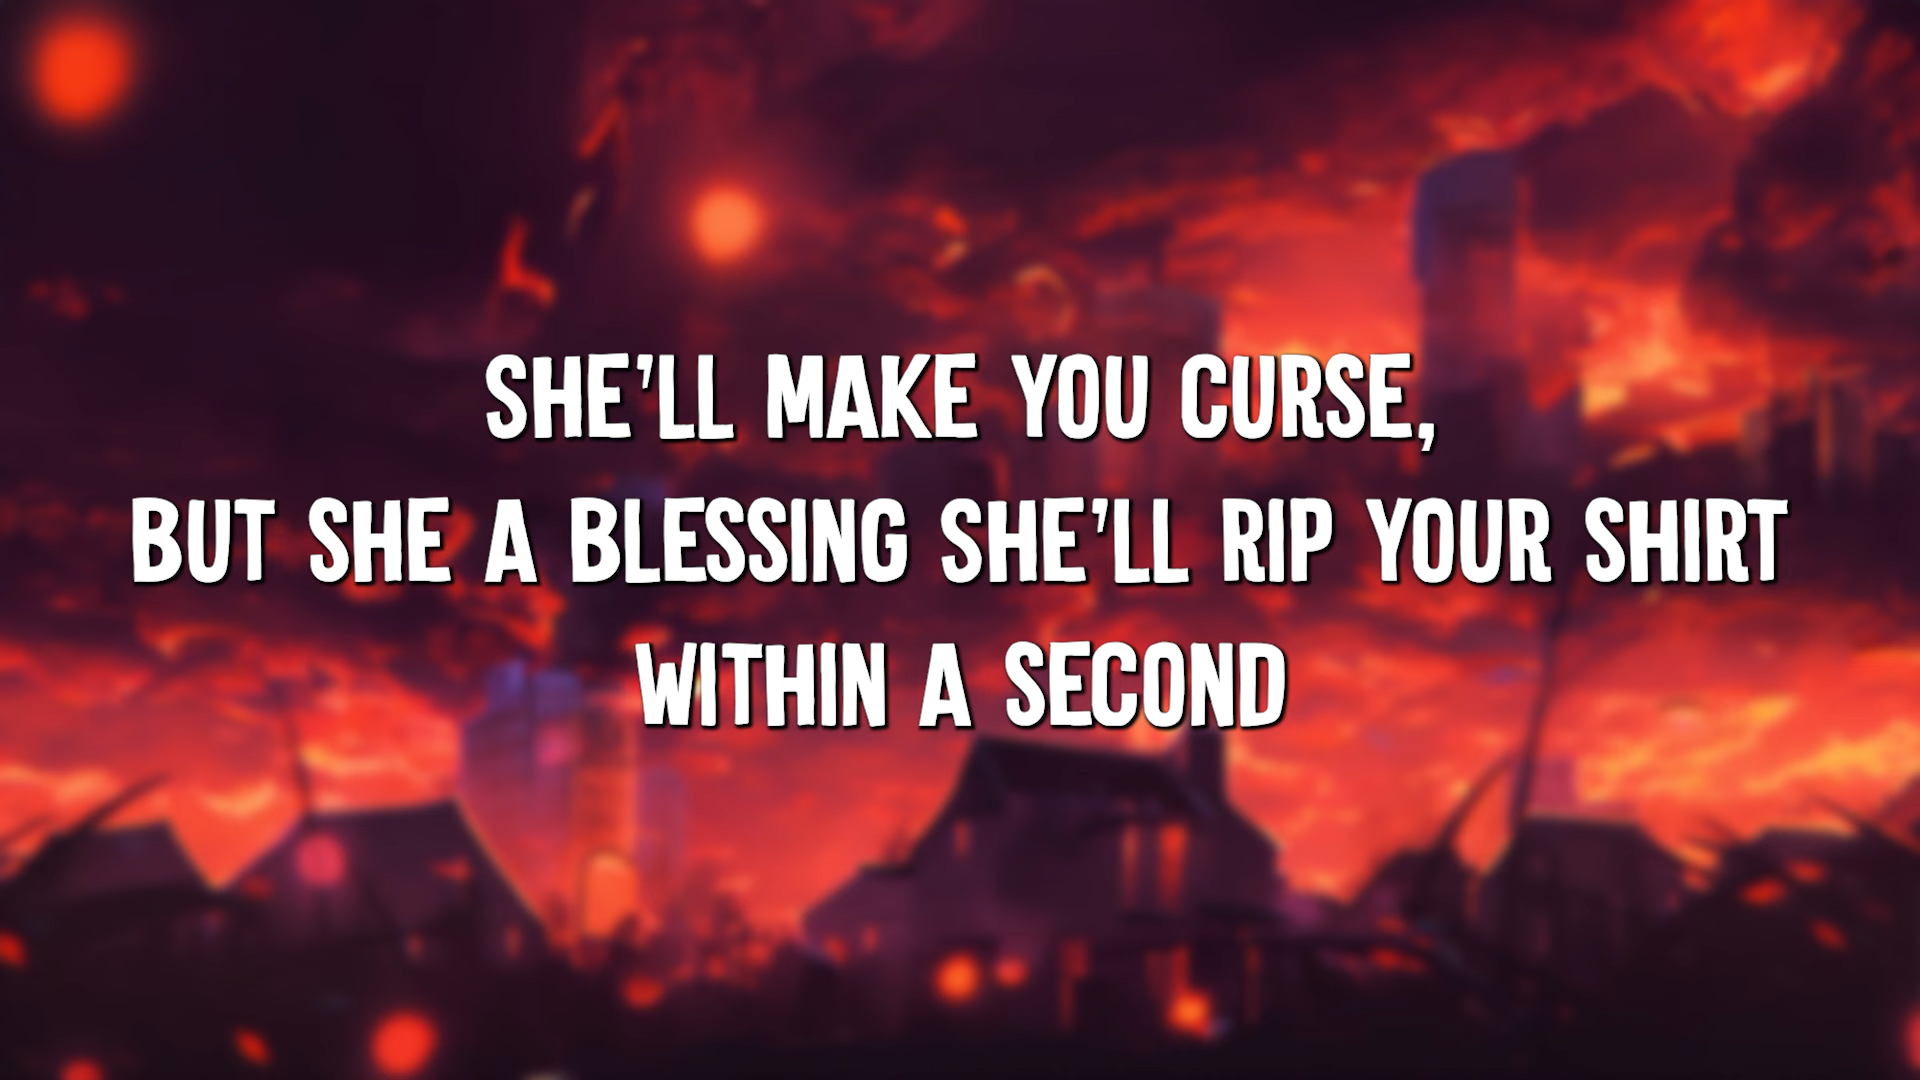 SHE'LL MAKE YOU CURSE,
BUT SHE A BLESSING SHE'LL RIP YOUR SHIRT
WITHIN A SECOND